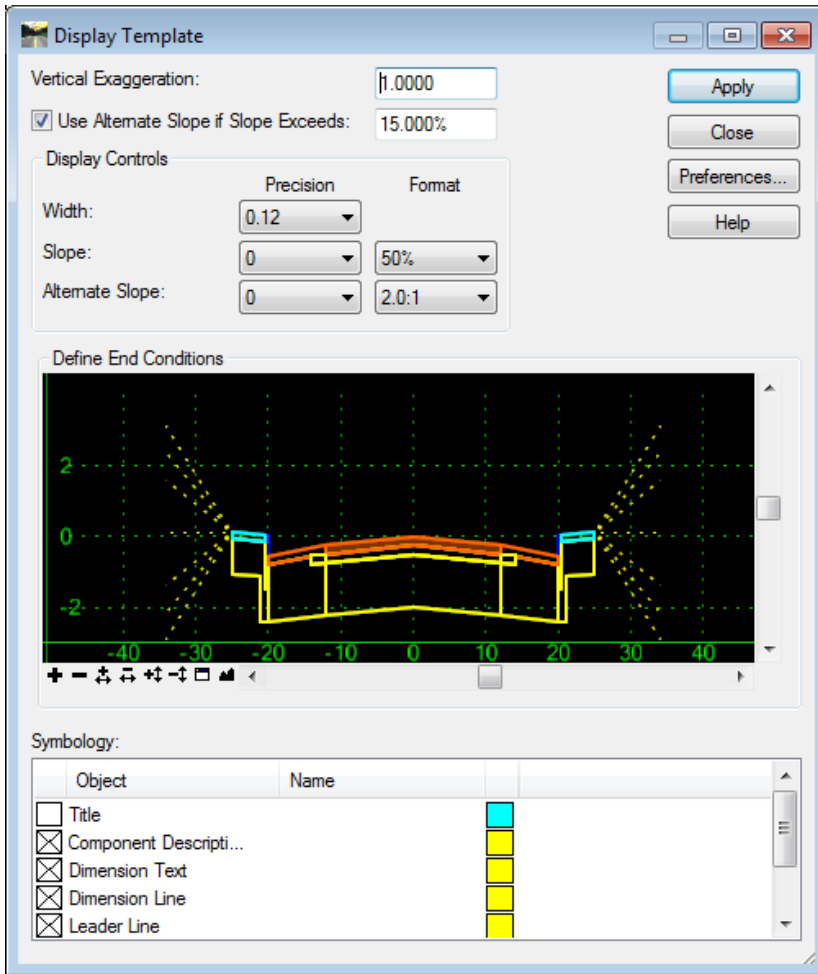 Display Template
Vertical Exaggeration: 1.0000
Apply
Use Alternate Slope if Slope Exceeds: 15.000%
Close
Display Controls
Preferences...
Precision Format
Width: 0.12
Help
Slope: 0 50%
Alternate Slope: 0 2.0:1
Define End Conditions
2
0
-2
-40 -30 -20 -10 0 10 20 30 40
Symbology:
Object Name
Title
Component Descripti...
Dimension Text
Dimension Line
Leader Line